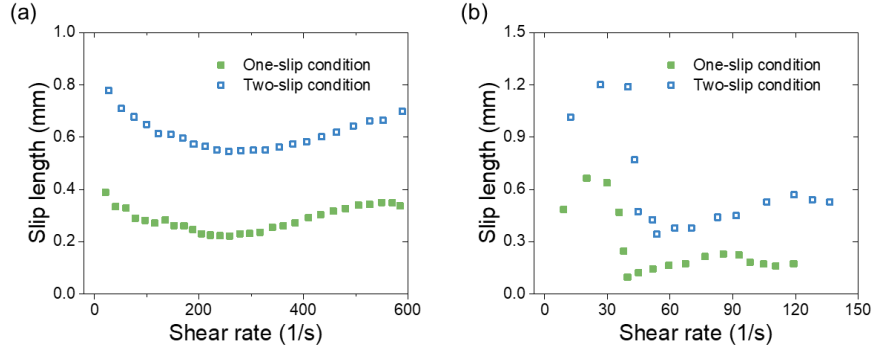 (a)
1.0
0.8
0.6
0.4
0.2
0.0
Slip length (mm)
One-slip condition
Two-slip condition
0 200 400 600
Shear rate (1/s)
(b)
1.5
1.2
0.9
0.6
0.3
0.0
Slip length (mm)
One-slip condition
Two-slip condition
0 30 60 90 120 150
Shear rate (1/s)